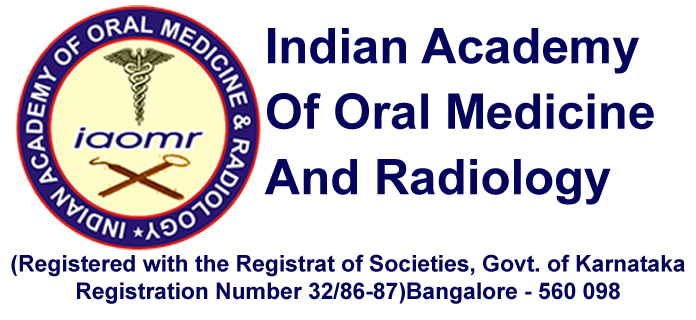 INDIAN ACADEMY OF ORAL MEDICINE & RADIOLOGY
iaomr
Indian Academy
Of Oral Medicine
And Radiology
(Registered with the Registrat of Societies, Govt. of Karnataka
Registration Number 32/86-87)Bangalore - 560 098